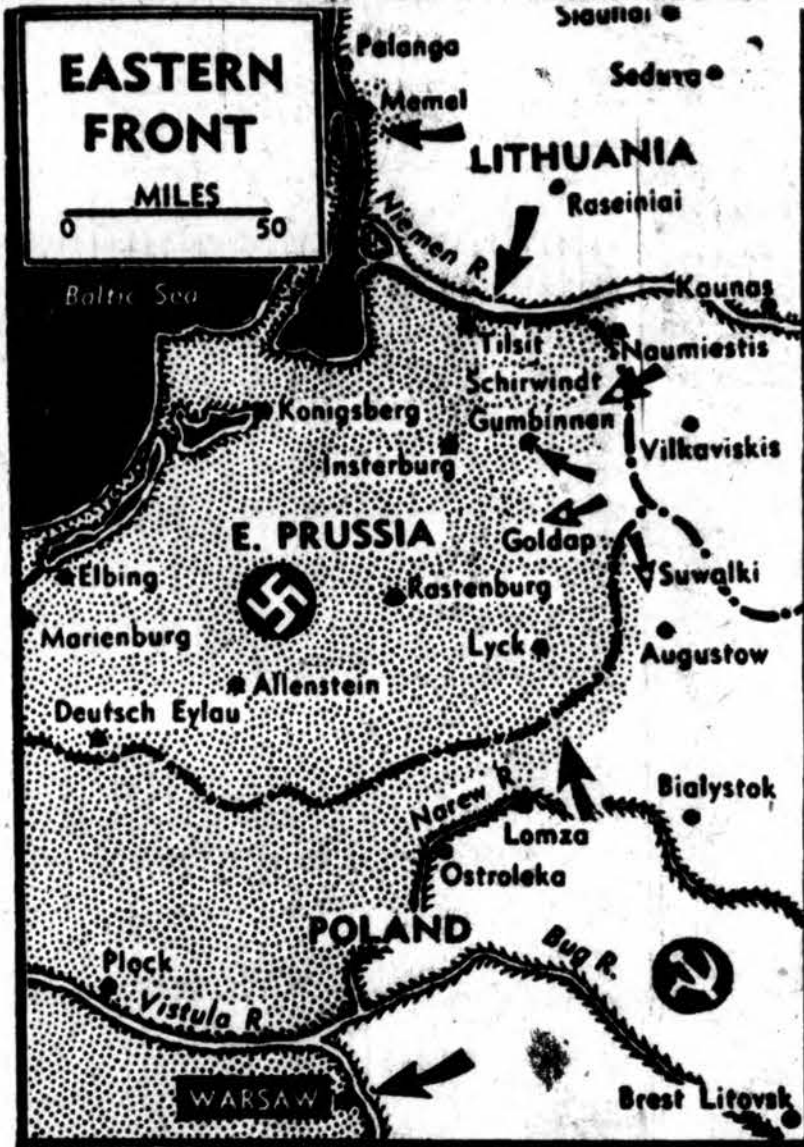 Siauliai
EASTERN
FRONT
MILES
0 50
Palanga
Seduva
Memel
LITHUANIA
Raseiniai
Niemen R.
Baltic Sea
Kaunas
Tilsit
Naumiestis
Schirwindt
Konigsberg
Gumbinnen
Vilkaviskis
Insterburg
E. PRUSSIA
Goldap
Suwalki
Elbing
Rastenburg
Marienburg
Lyck
Augustow
Allenstein
Deutsch Eylau
Narew R.
Bialystok
Lomza
Ostroleka
POLAND
Bug R.
Plock
Vistula R.
WARSAW
Brest Litovsk